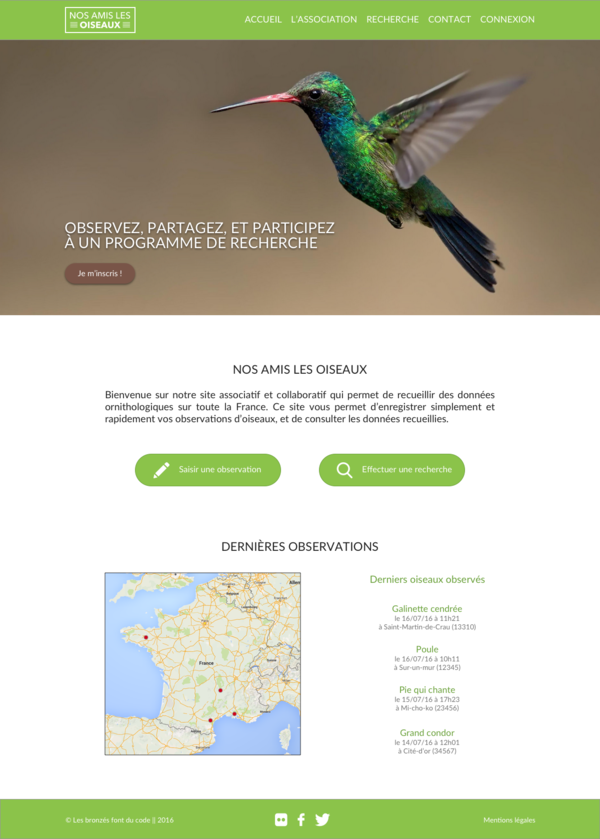 NOS AMIS LES
OISEAUX
ACCUEIL L'ASSOCIATION RECHERCHE CONTACT CONNEXION
OBSERVEZ, PARTAGEZ, ET PARTICIPEZ
À UN PROGRAMME DE RECHERCHE
Je m'inscris !
NOS AMIS LES OISEAUX
Bienvenue sur notre site associatif et collaboratif qui permet de recueillir des données
ornithologiques sur toute la France. Ce site vous permet d'enregistrer simplement et
rapidement vos observations d'oiseaux, et de consulter les données recueillies.
Saisir une observation
Effectuer une recherche
DERNIÈRES OBSERVATIONS
Paris
France
Derniers oiseaux observés
Galinette cendrée
le 16/07/16 à 11h21
à Saint-Martin-de-Crau (13310)
Poule
le 16/07/16 à 10h11
à Sur-un-mur (12345)
Pie qui chante
le 15/07/16 à 17h23
à Mi-cho-ko (23456)
Grand condor
le 14/07/16 à 12h01
à Cité-d'or (34567)
© Les bronzés font du code || 2016
Mentions légales